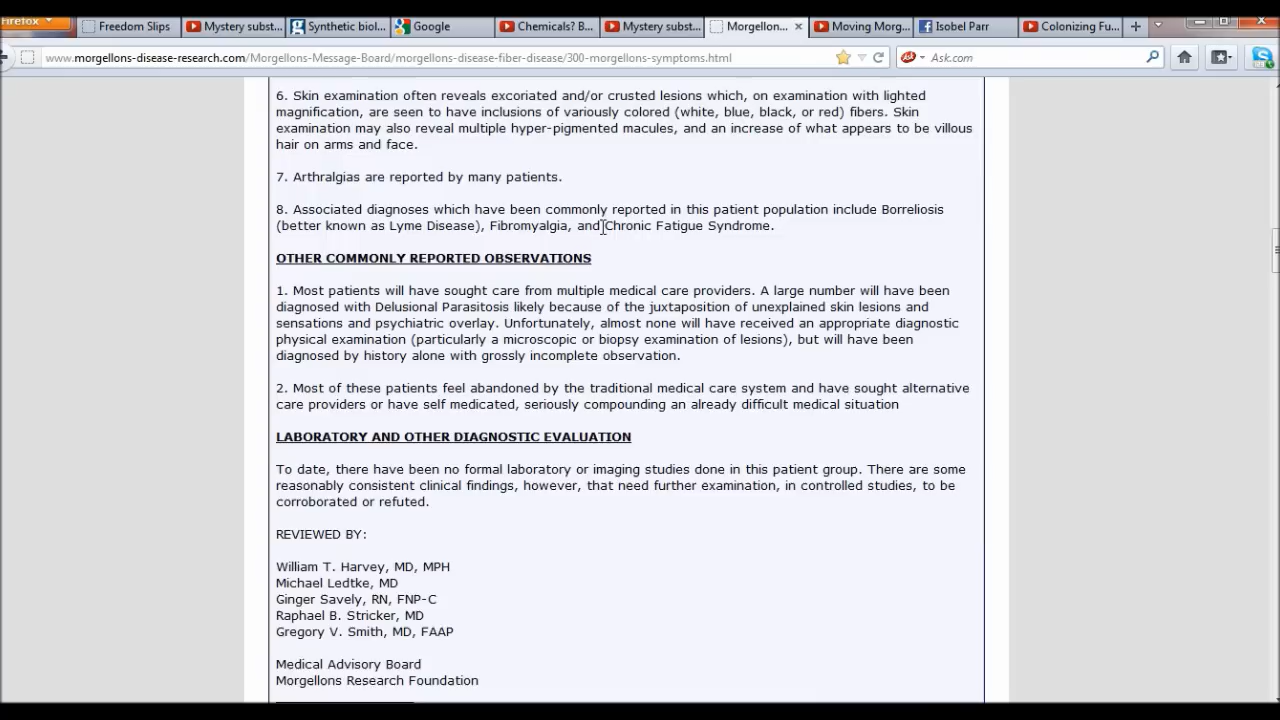 Firefox
Freedom Slips
Mystery subst...
Synthetic biol...
Google
Chemicals? B...
Mystery subst...
Morgellon...
Moving Morg...
Isobel Parr
Colonizing Fu...
www.morgellons-disease-research.com/Morgellons-Message-Board/morgellons-disease-fiber-disease/300-morgellons-symptoms.html
Ask.com
6. Skin examination often reveals excoriated and/or crusted lesions which, on examination with lighted
magnification, are seen to have inclusions of variously colored (white, blue, black, or red) fibers. Skin
examination may also reveal multiple hyper-pigmented macules, and an increase of what appears to be villous
hair on arms and face.
7. Arthralgias are reported by many patients.
8. Associated diagnoses which have been commonly reported in this patient population include Borreliosis
(better known as Lyme Disease), Fibromyalgia, and Chronic Fatigue Syndrome.
OTHER COMMONLY REPORTED OBSERVATIONS
1. Most patients will have sought care from multiple medical care providers. A large number will have been
diagnosed with Delusional Parasitosis likely because of the juxtaposition of unexplained skin lesions and
sensations and psychiatric overlay. Unfortunately, almost none will have received an appropriate diagnostic
physical examination (particularly a microscopic or biopsy examination of lesions), but will have been
diagnosed by history alone with grossly incomplete observation.
2. Most of these patients feel abandoned by the traditional medical care system and have sought alternative
care providers or have self medicated, seriously compounding an already difficult medical situation
LABORATORY AND OTHER DIAGNOSTIC EVALUATION
To date, there have been no formal laboratory or imaging studies done in this patient group. There are some
reasonably consistent clinical findings, however, that need further examination, in controlled studies, to be
corroborated or refuted.
REVIEWED BY:
William T. Harvey, MD, MPH
Michael Ledtke, MD
Ginger Savely, RN, FNP-C
Raphael B. Stricker, MD
Gregory V. Smith, MD, FAAP
Medical Advisory Board
Morgellons Research Foundation